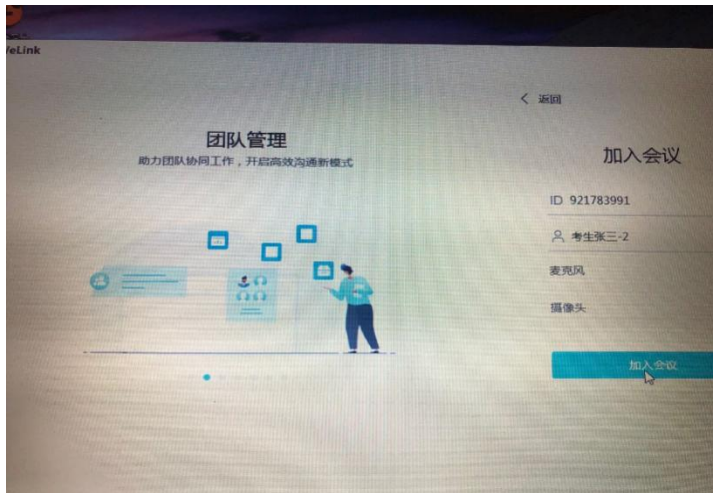 VeLink
< 返回
团队管理
助力团队协同工作，开启高效沟通新模式
加入会议
ID 921783991
考生张三-2
麦克风
摄像头
加入会议